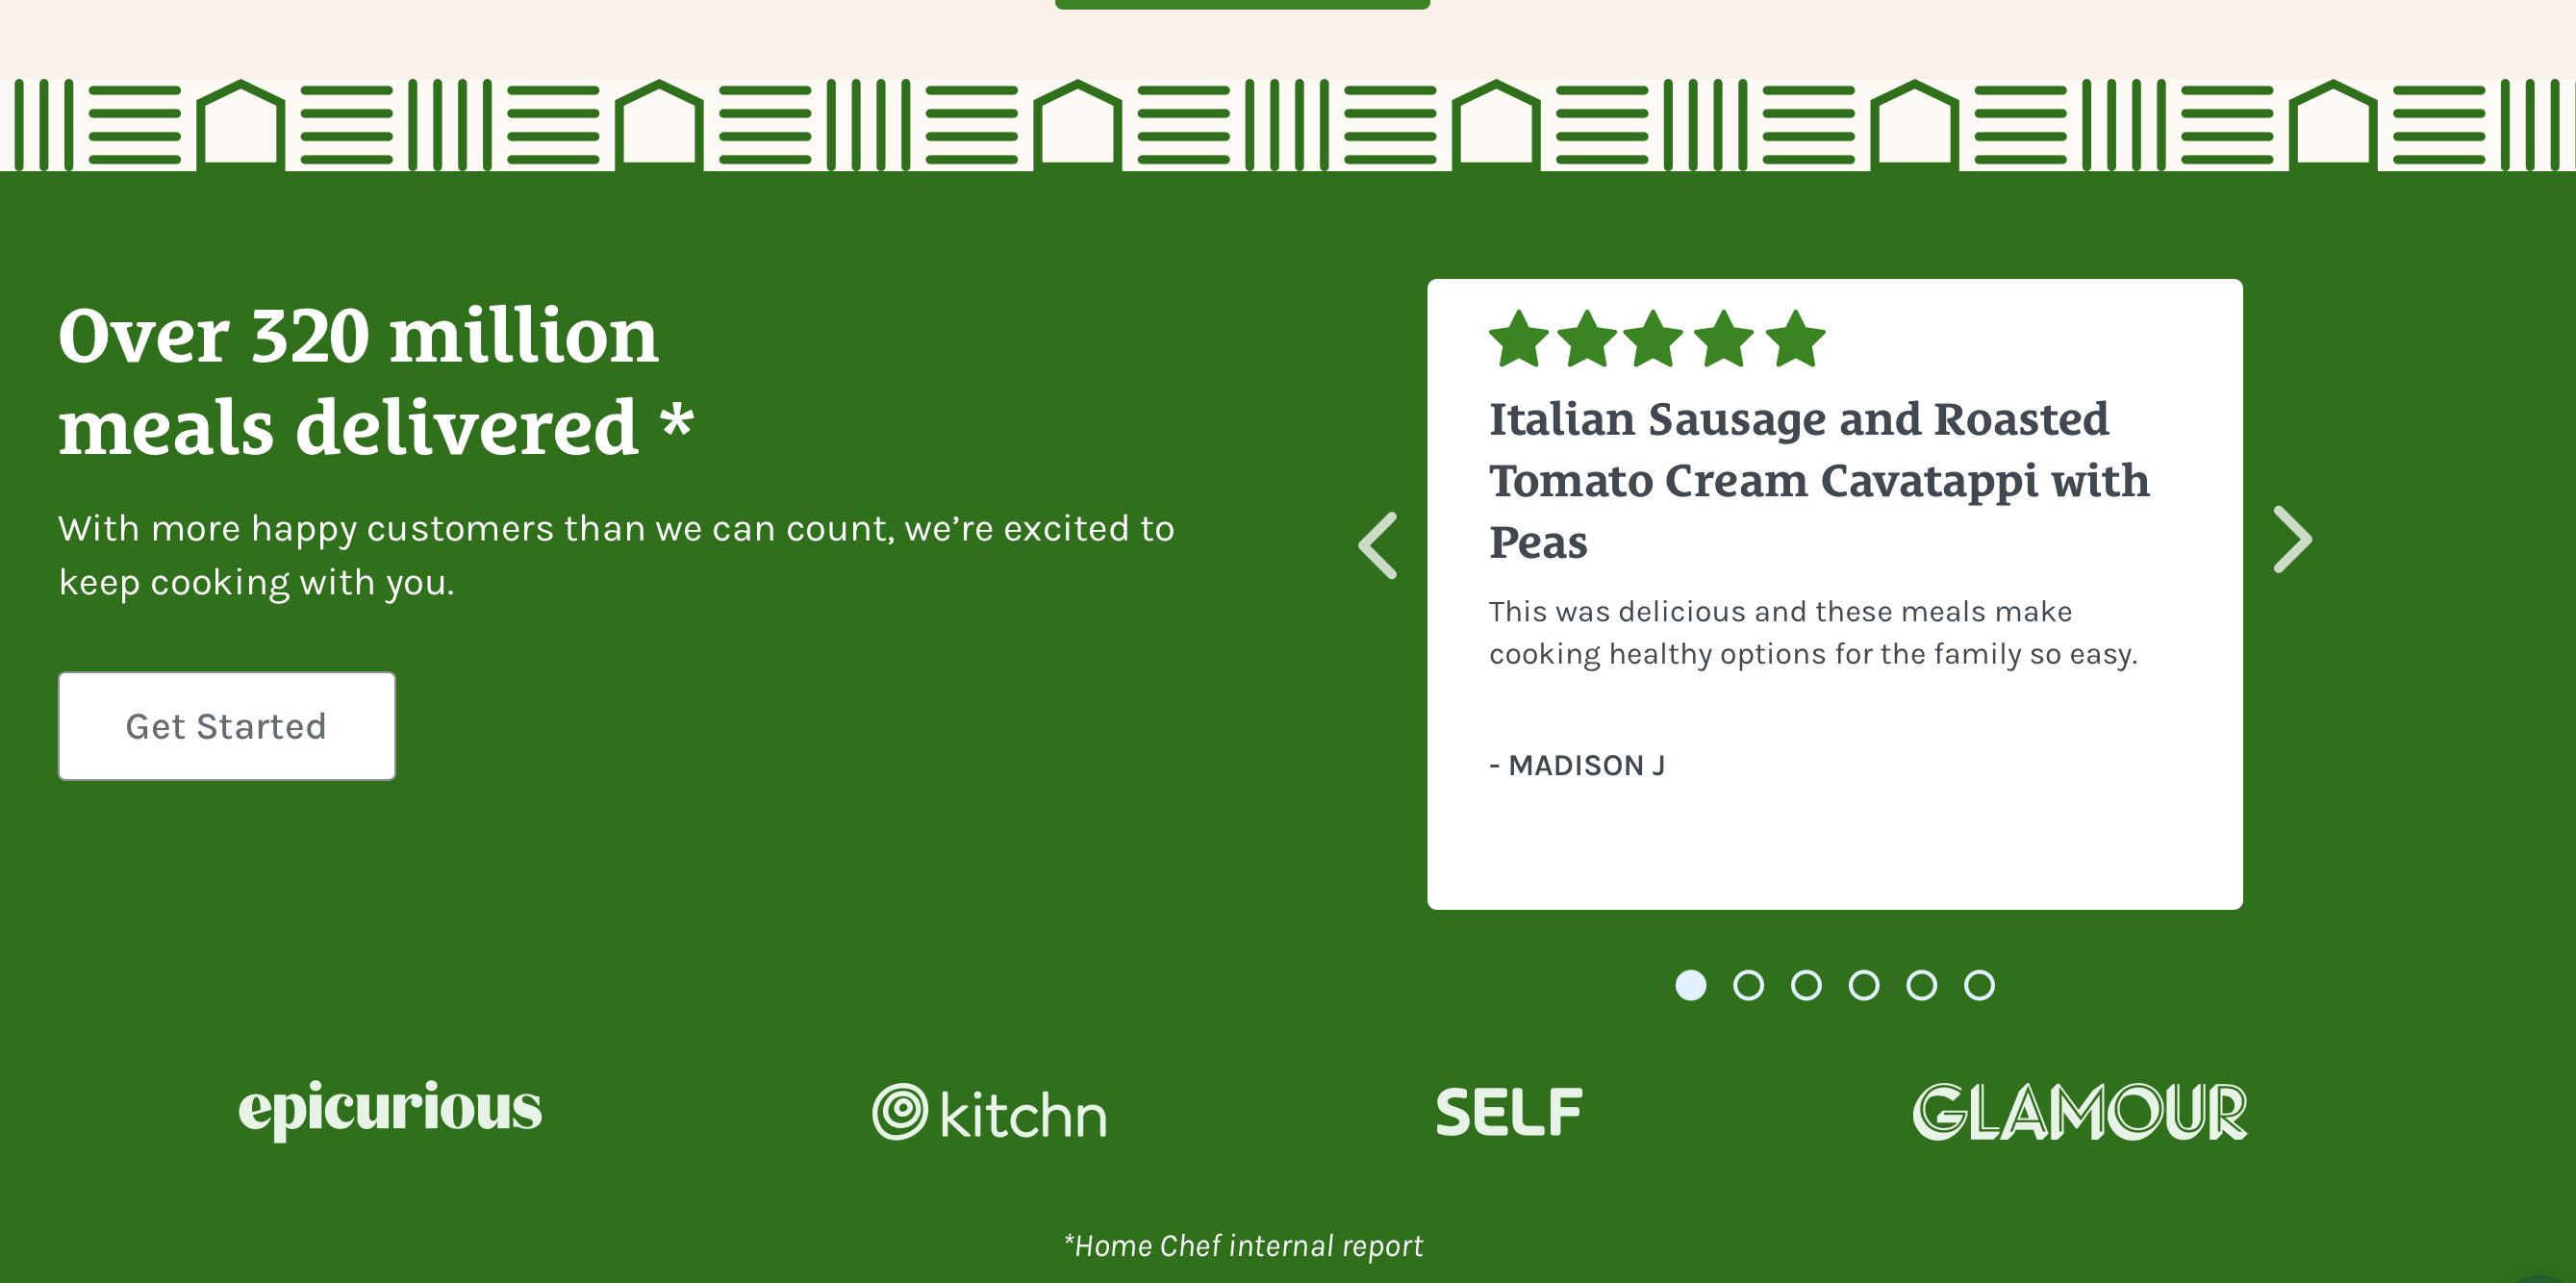 Over 320 million
meals delivered *
With more happy customers than we can count, we’re excited to
keep cooking with you.
Get Started
Italian Sausage and Roasted
Tomato Cream Cavatappi with
Peas
This was delicious and these meals make
cooking healthy options for the family so easy.
- MADISON J
epicurious
kitchn
SELF
GLAMOUR
*Home Chef internal report